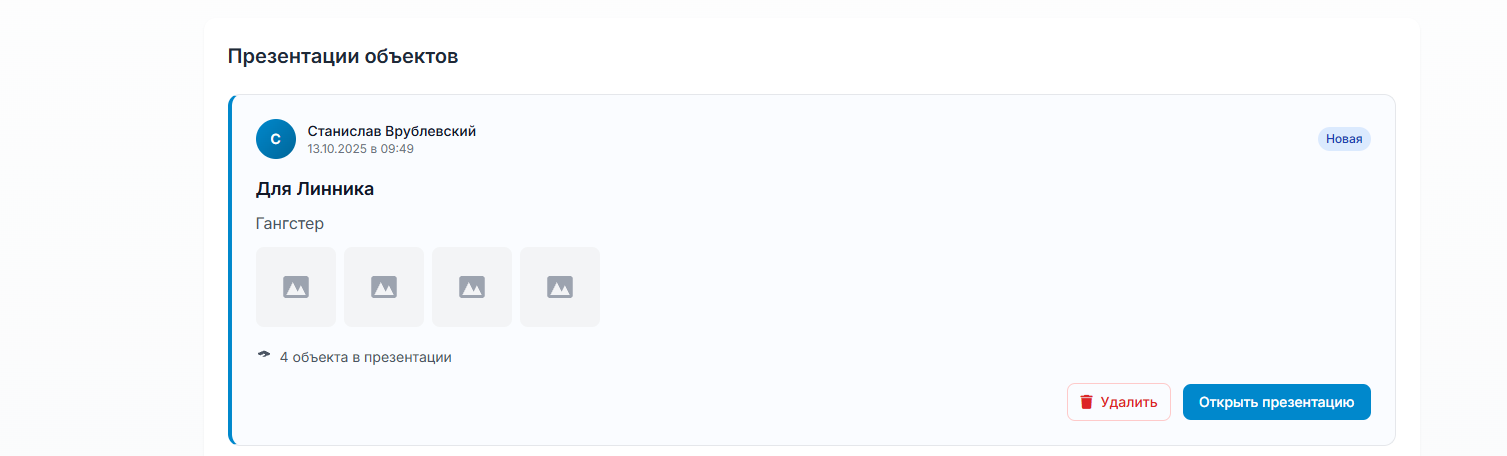 Презентации объектов
С
Станислав Врублевский
13.10.2025 в 09:49
Новая
Для Линника
Гангстер
4 объекта в презентации
Удалить
Открыть презентацию